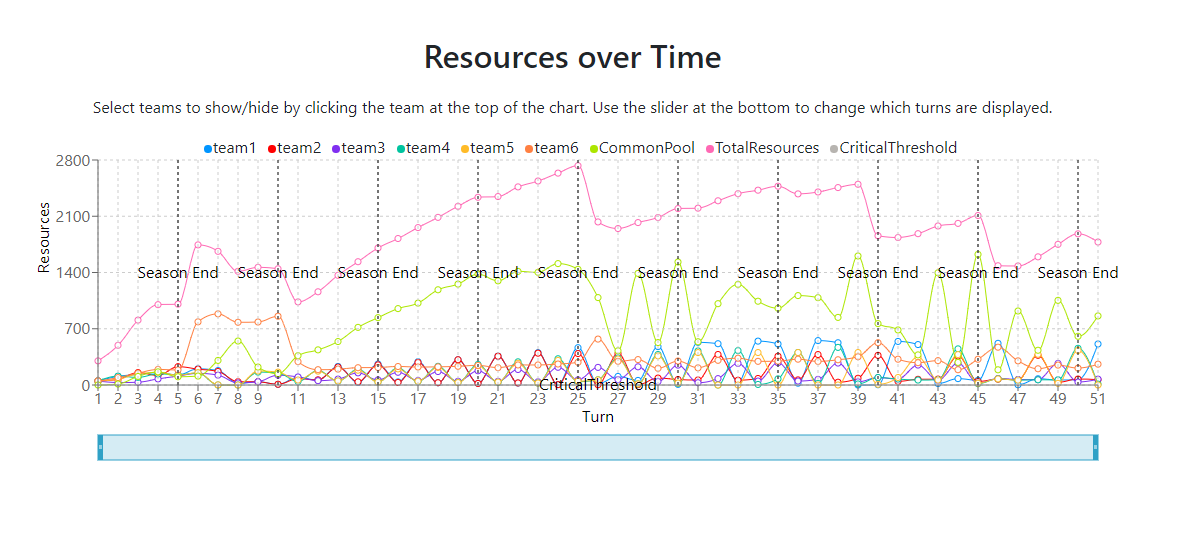 Resources over Time
Select teams to show/hide by clicking the team at the top of the chart. Use the slider at the bottom to change which turns are displayed.
team1 team2 team3 team4 team5 team6 CommonPool TotalResources CriticalThreshold
2800
2100
Resources
1400
Season End Season End Season End Season End Season End Season End Season End Season End Season End Season End
700
0
CriticalThreshold
1 2 3 4 5 6 7 8 9 11 13 15 17 19 21 23 25 27 29 31 33 35 37 39 41 43 45 47 49 51
Turn